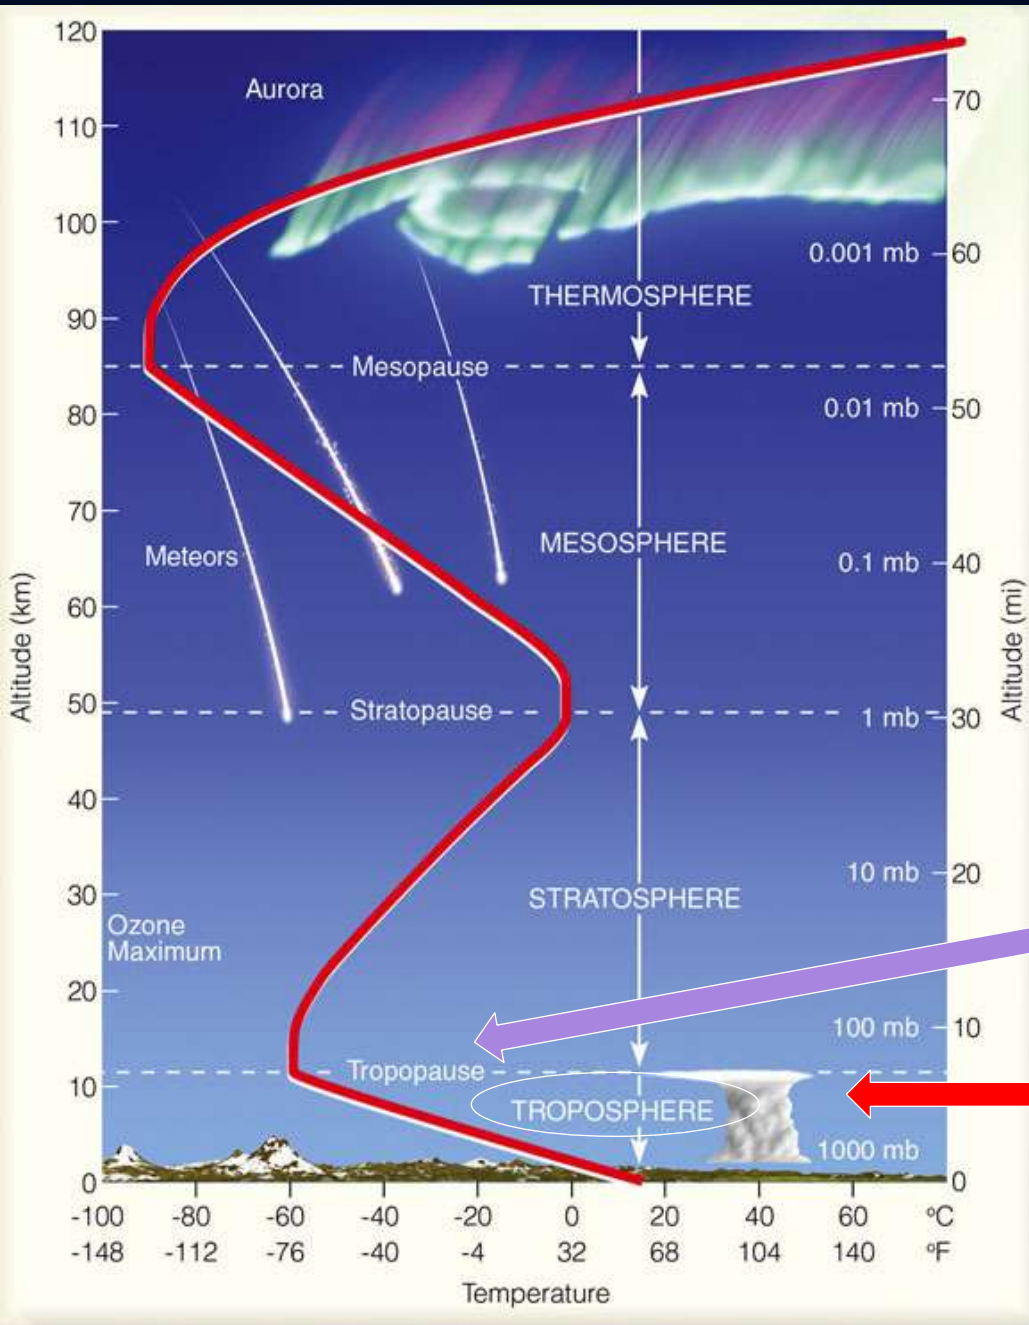 120
110
100
90
80
70
60
50
40
30
20
10
0
Altitude (km)
Aurora
THERMOSPHERE
Mesopause
Meteors
MESOSPHERE
Stratopause
STRATOSPHERE
Ozone
Maximum
Tropopause
TROPOSPHERE
0.001 mb
0.01 mb
0.1 mb
1 mb
10 mb
100 mb
1000 mb
70
60
50
40
30
20
10
0
Altitude (mi)
-100 -80 -60 -40 -20 0 20 40 60 ºC
-148 -112 -76 -40 -4 32 68 104 140 ºF
Temperature